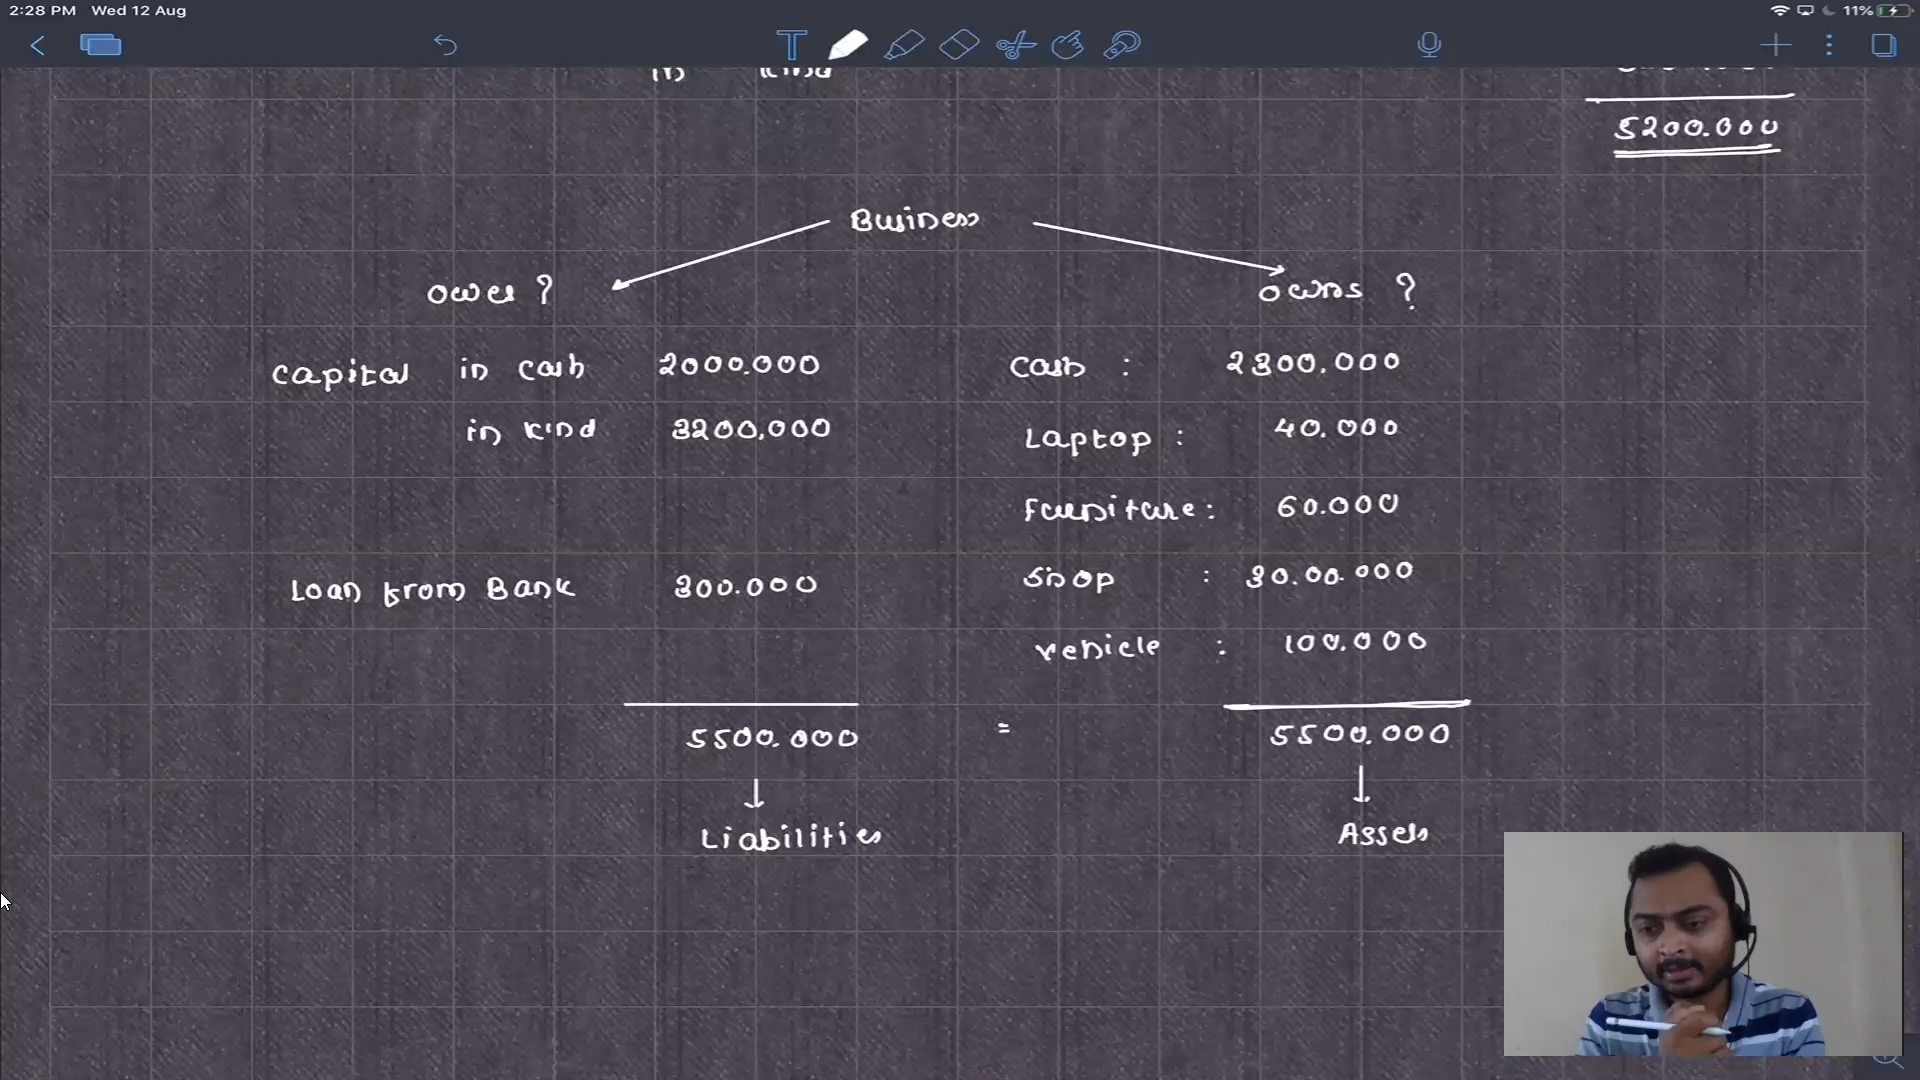 2:28 PM Wed 12 Aug 11%
in kind
5200.000
Business
owes ? owns ?
capital in cash 2000.000 Cash : 2300.000
in kind 3200,000 Laptop : 40.000
Furniture : 60.000
Loan from Bank 300.000 Shop : 30.00.000
vehicle : 100.000
5500.000 = 5500.000
Liabilities Assets